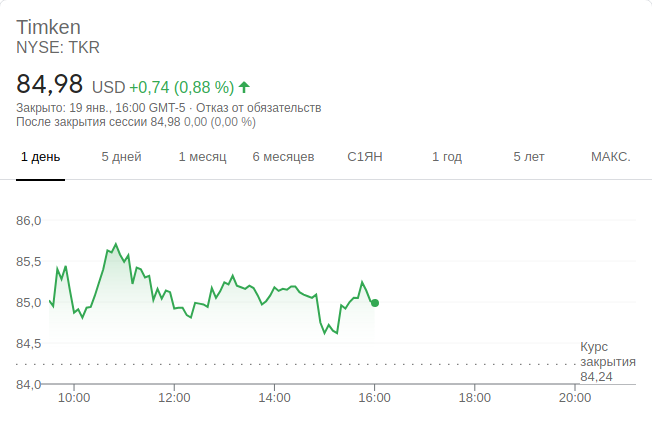 Timken
NYSE: TKR
84,98 USD +0,74 (0,88 %)
Закрыто: 19 янв., 16:00 GMT-5 · Отказ от обязательств
После закрытия сессии 84,98 0,00 (0,00 %)
1 день 5 дней 1 месяц 6 месяцев С1ЯН 1 год 5 лет МАКС.
86,0
85,5
85,0
84,5
Курс
закрытия
84,24
84,0
10:00 12:00 14:00 16:00 18:00 20:00